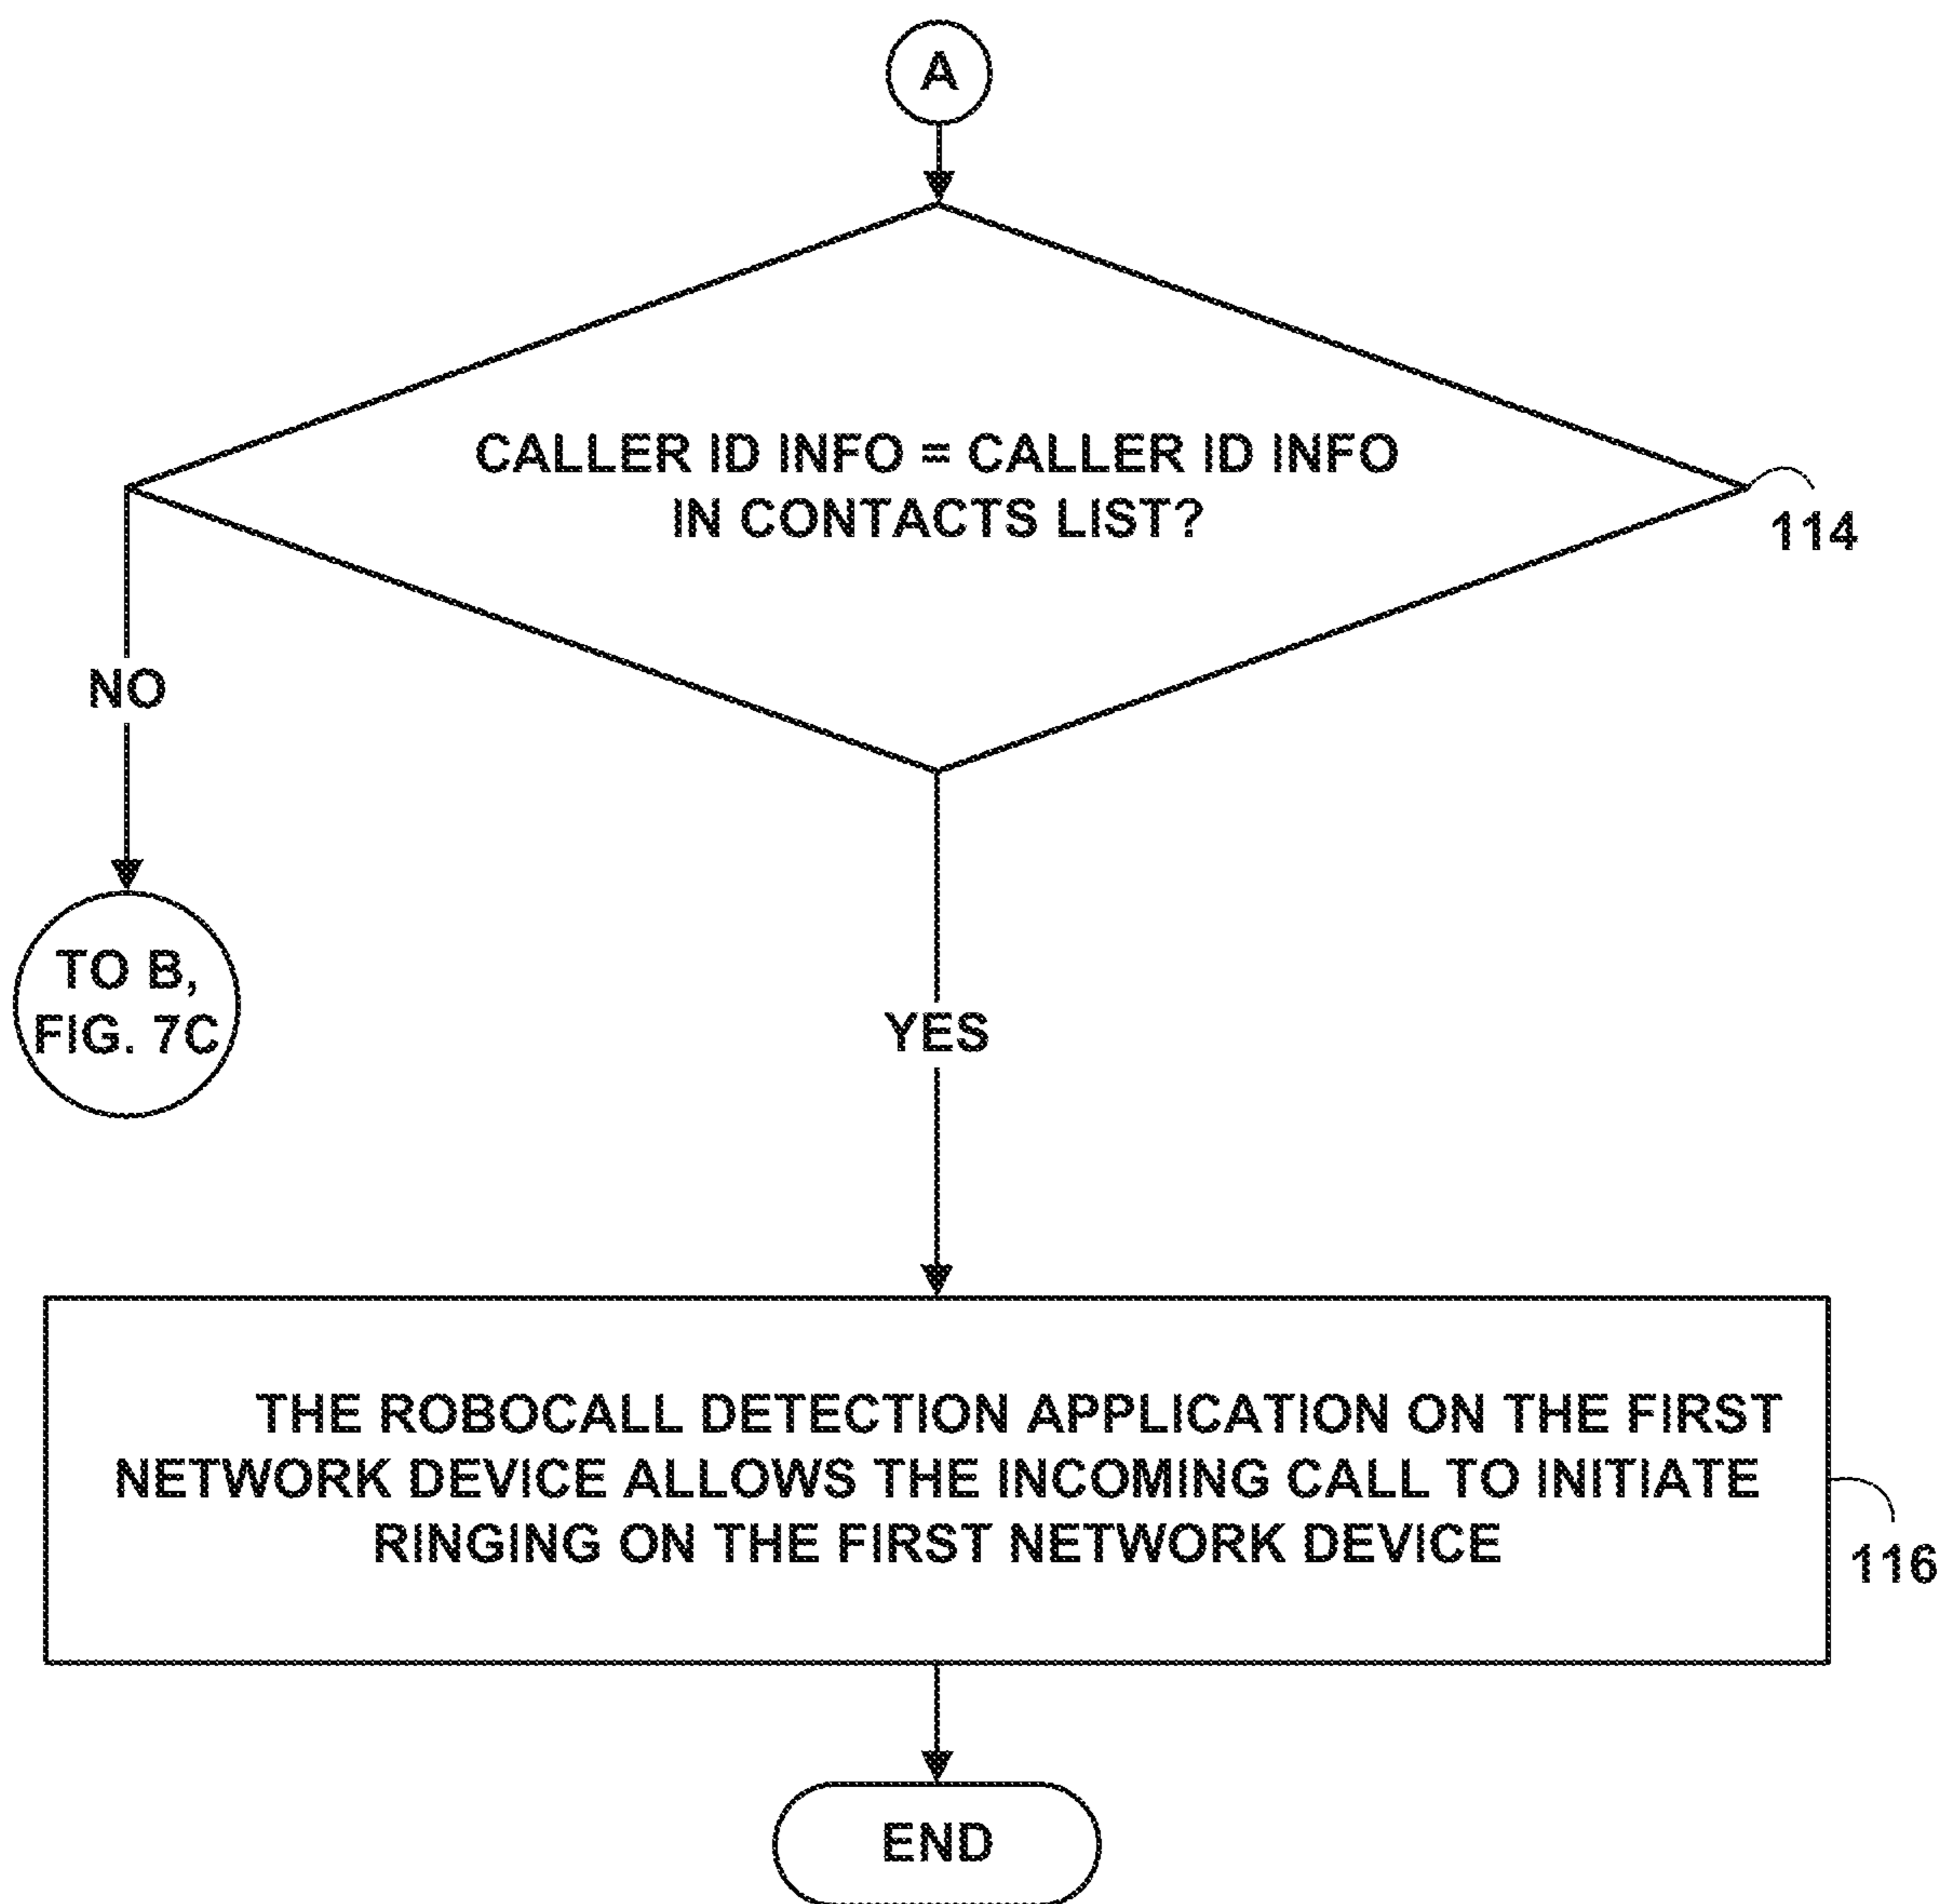 A
CALLER ID INFO = CALLER ID INFO
IN CONTACTS LIST?
114
NO
TO B,
FIG. 7C
YES
THE ROBOCALL DETECTION APPLICATION ON THE FIRST
NETWORK DEVICE ALLOWS THE INCOMING CALL TO INITIATE
RINGING ON THE FIRST NETWORK DEVICE
116
END